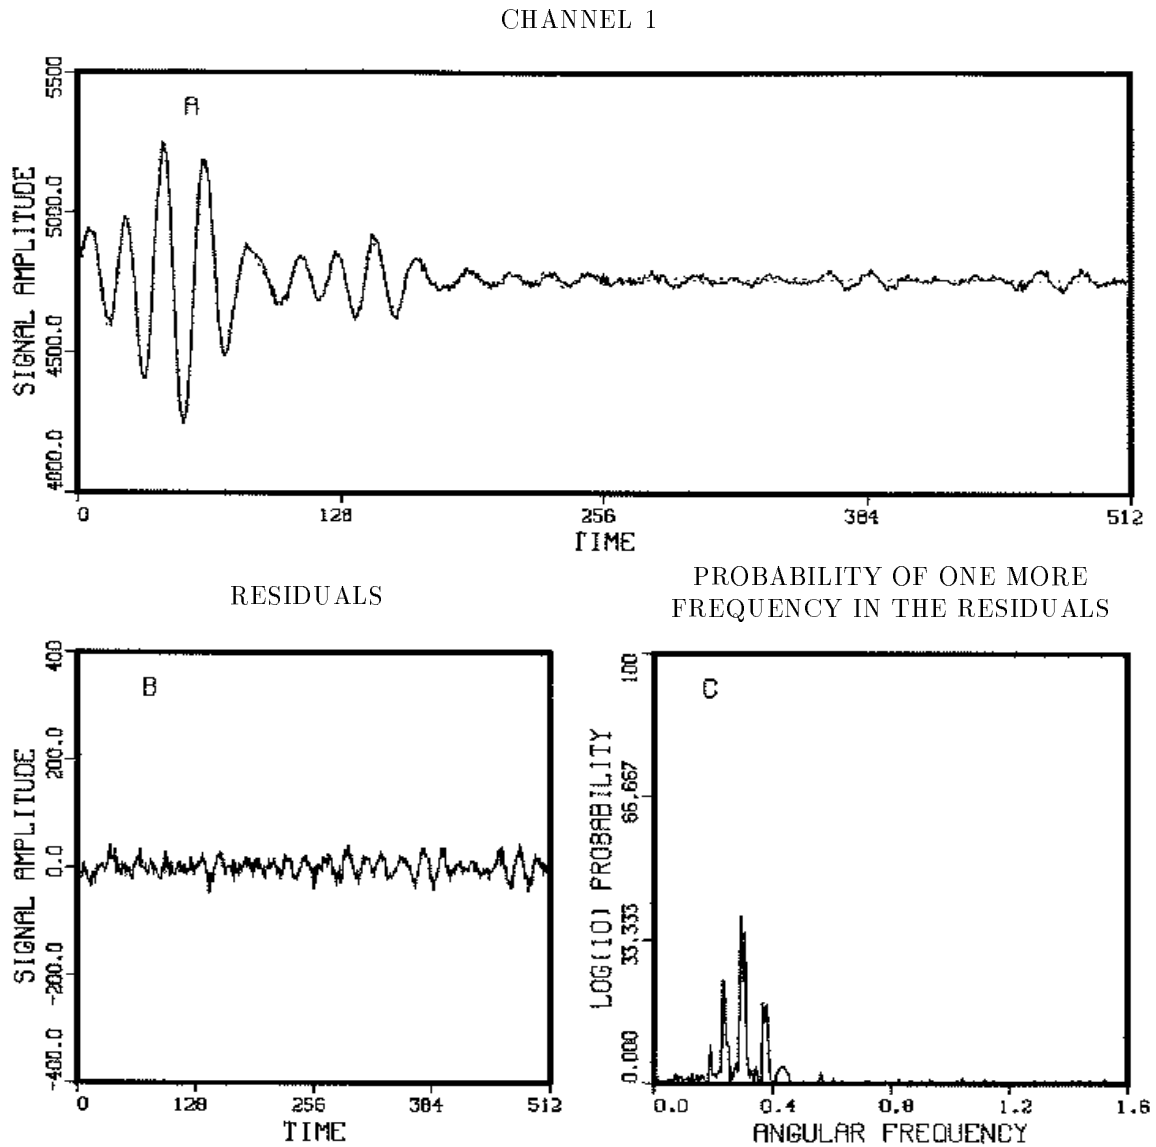 CHANNEL 1
A
SIGNAL AMPLITUDE
5500
5000.0
4500.0
4000.0
0 128 256 384 512
TIME
RESIDUALS
B
SIGNAL AMPLITUDE
400
200.0
0.0
-200.0
-400.0
0 128 256 384 512
TIME
PROBABILITY OF ONE MORE
FREQUENCY IN THE RESIDUALS
C
LOG(10) PROBABILITY
100
66.667
33.333
0.000
0.0 0.4 0.8 1.2 1.6
ANGULAR FREQUENCY